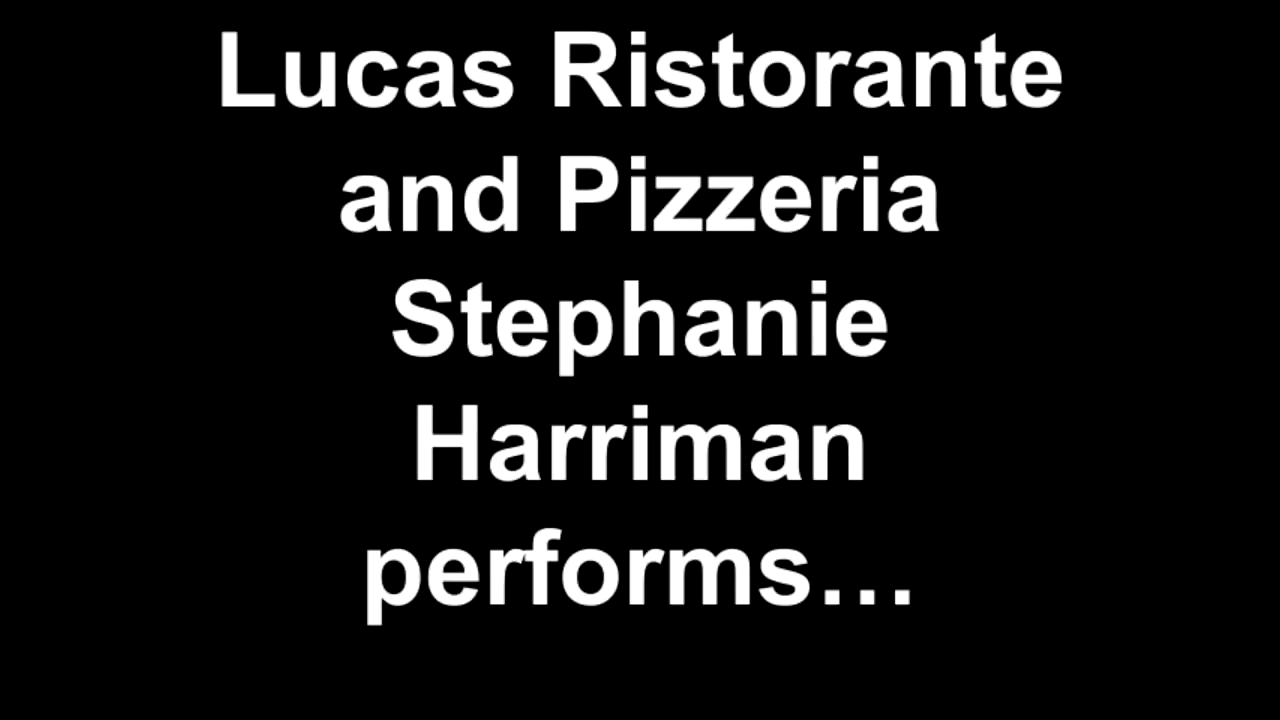 Lucas Ristorante
and Pizzeria
Stephanie
Harriman
performs…